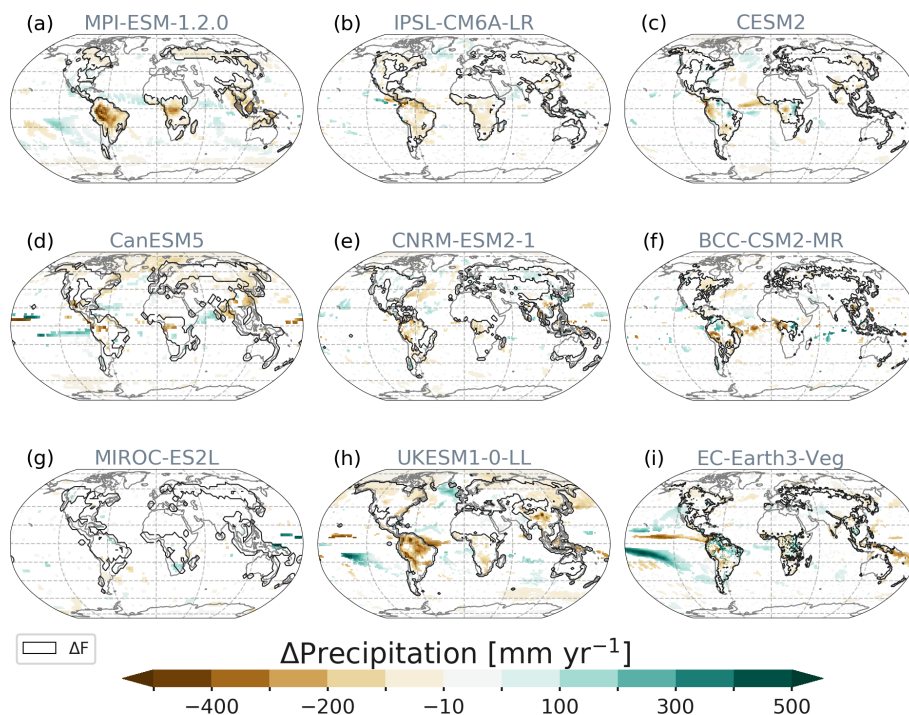 (a) MPI-ESM-1.2.0
(b) IPSL-CM6A-LR
(c) CESM2
(d) CanESM5
(e) CNRM-ESM2-1
(f) BCC-CSM2-MR
(g) MIROC-ES2L
(h) UKESM1-0-LL
(i) EC-Earth3-Veg
ΔF
ΔPrecipitation [mm yr⁻¹]
−400 −200 −10 100 300 500